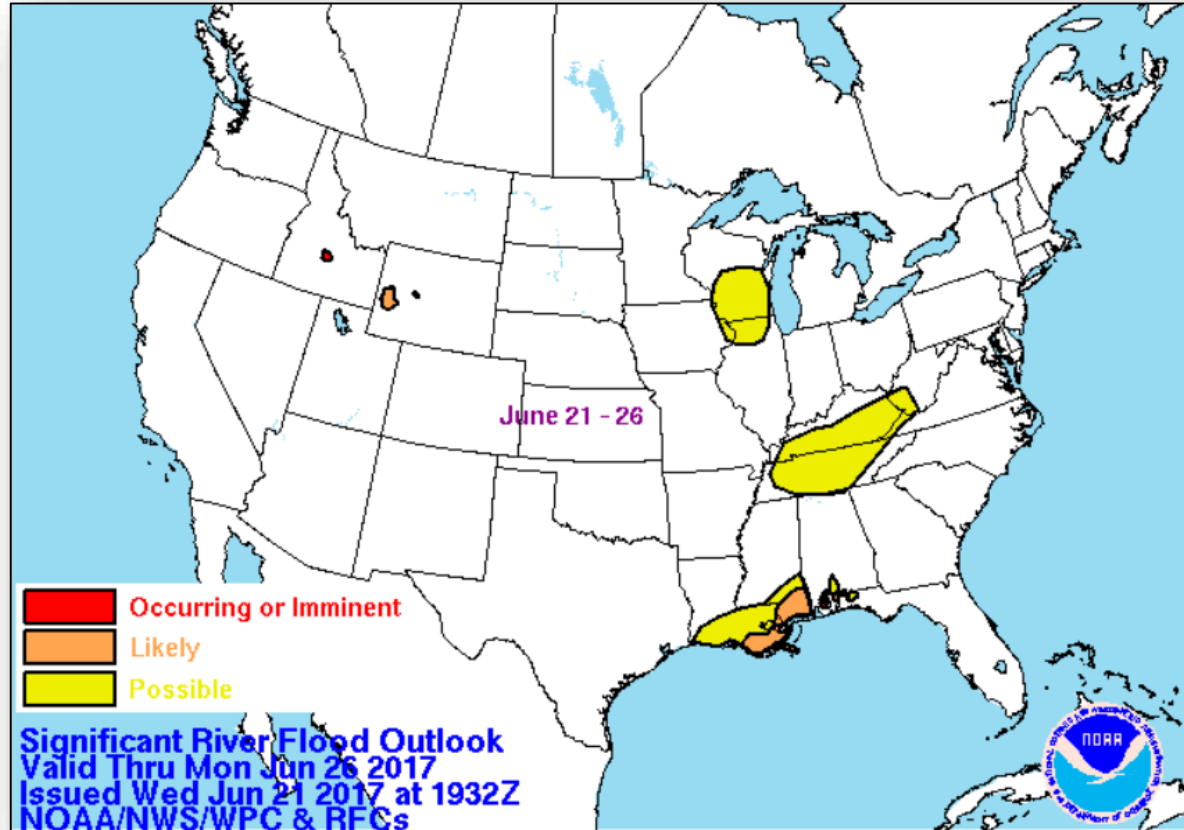 June 21 - 26
Occurring or Imminent
Likely
Possible
Significant River Flood Outlook
Valid Thru Mon Jun 26 2017
Issued Wed Jun 21 2017 at 1932Z
NOAA/NWS/WPC & RFCs
NOAA